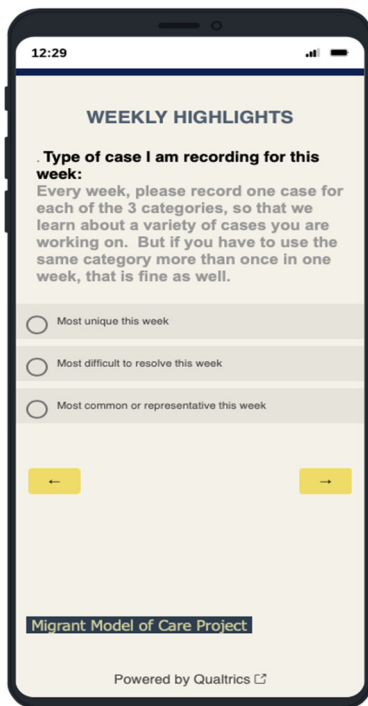 12:29
WEEKLY HIGHLIGHTS
. Type of case I am recording for this
week:
Every week, please record one case for
each of the 3 categories, so that we
learn about a variety of cases you are
working on.  But if you have to use the
same category more than once in one
week, that is fine as well.
Most unique this week
Most difficult to resolve this week
Most common or representative this week
← →
Migrant Model of Care Project
Powered by Qualtrics